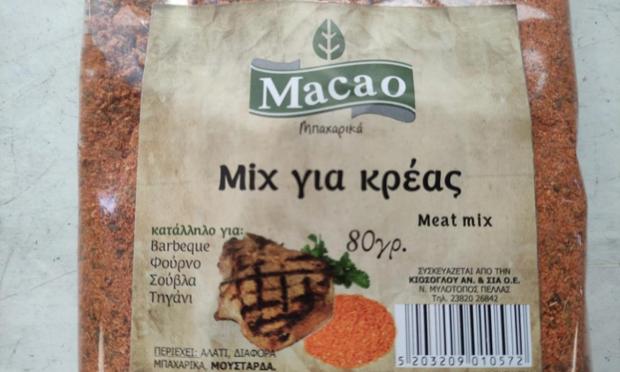 Macao
Μπαχαρικά
Mix για κρέας
Meat mix
80γρ.
κατάλληλο για:
Barbeque
Φούρνο
Σούβλα
Τηγάνι
ΣΥΣΚΕΥΑΖΕΤΑΙ ΑΠΟ ΤΗΝ
ΚΙΟΣΟΓΛΟΥ ΑΝ. & ΣΙΑ Ο.Ε.
Ν. ΜΥΛΟΤΟΠΟΣ ΠΕΛΛΑΣ
Τηλ. 23820 26842
ΠΕΡΙΕΧΕΙ: ΑΛΑΤΙ, ΔΙΑΦΟΡΑ
ΜΠΑΧΑΡΙΚΑ, ΜΟΥΣΤΑΡΔΑ,
5 203209 010572